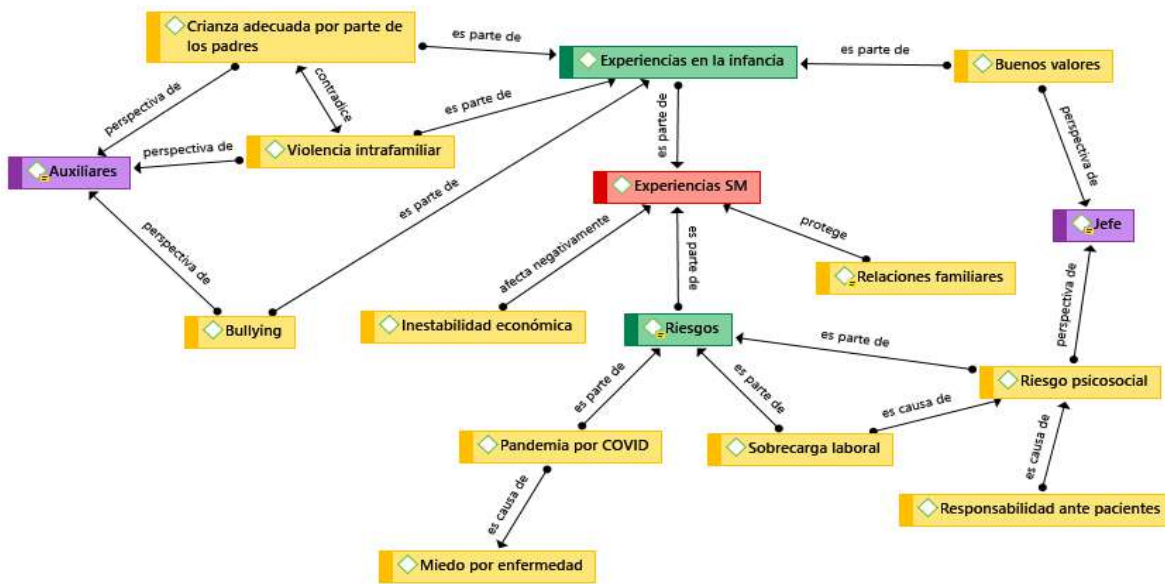 Crianza adecuada por parte de
los padres
es parte de
Experiencias en la infancia
es parte de
Buenos valores
perspectiva de
contradice
es parte de
es parte de
perspectiva de
Violencia intrafamiliar
Auxiliares
perspectiva de
Experiencias SM
es parte de
perspectiva de
protege
Jefe
afecta negativamente
es parte de
Relaciones familiares
Bullying
Inestabilidad económica
Riesgos
es parte de
perspectiva de
Riesgo psicosocial
es parte de
es parte de
es causa de
Pandemia por COVID
Sobrecarga laboral
es causa de
es causa de
Responsabilidad ante pacientes
Miedo por enfermedad